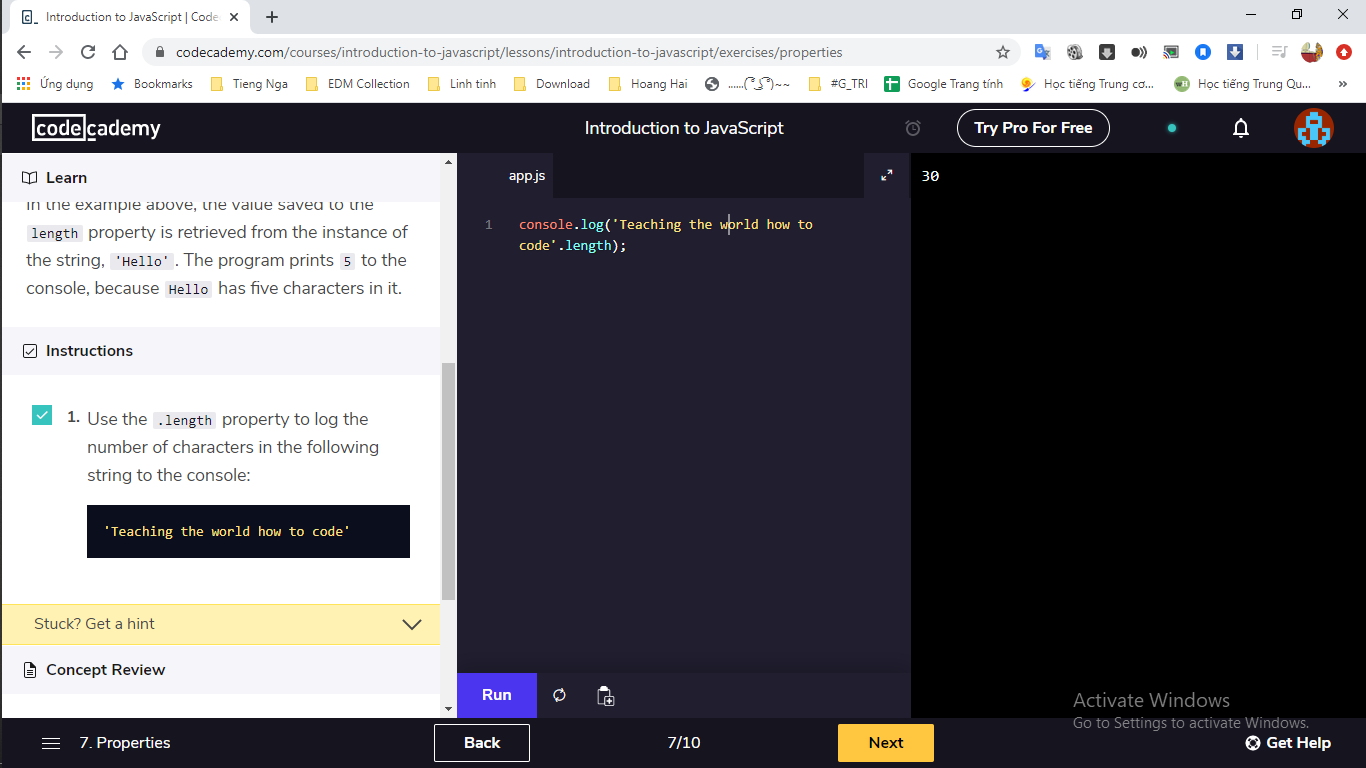 Introduction to JavaScript | Code
codecademy.com/courses/introduction-to-javascript/lessons/introduction-to-javascript/exercises/properties
Ứng dụng Bookmarks Tieng Nga EDM Collection Linh tinh Download Hoang Hai ......( ͡° ͜ʖ ͡°)~~ #G_TRI Google Trang tính Học tiếng Trung cơ... Học tiếng Trung Qu... »
codecademy Introduction to JavaScript Try Pro For Free
Learn
In the example above, the value saved to the
length property is retrieved from the instance of
the string, 'Hello'. The program prints 5 to the
console, because Hello has five characters in it.
Instructions
1. Use the .length property to log the
number of characters in the following
string to the console:
'Teaching the world how to code'
Stuck? Get a hint
Concept Review
app.js
1 console.log('Teaching the world how to
code'.length);
30
Run
Activate Windows
Go to Settings to activate Windows.
7. Properties Back 7/10 Next Get Help